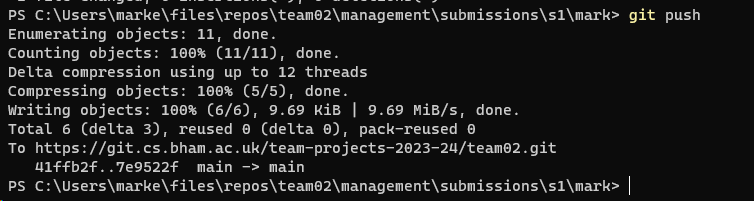 PS C:\Users\marke\files\repos\team02\management\submissions\s1\mark> git push
Enumerating objects: 11, done.
Counting objects: 100% (11/11), done.
Delta compression using up to 12 threads
Compressing objects: 100% (5/5), done.
Writing objects: 100% (6/6), 9.69 KiB | 9.69 MiB/s, done.
Total 6 (delta 3), reused 0 (delta 0), pack-reused 0
To https://git.cs.bham.ac.uk/team-projects-2023-24/team02.git
   41ffb2f..7e9522f  main -> main
PS C:\Users\marke\files\repos\team02\management\submissions\s1\mark>